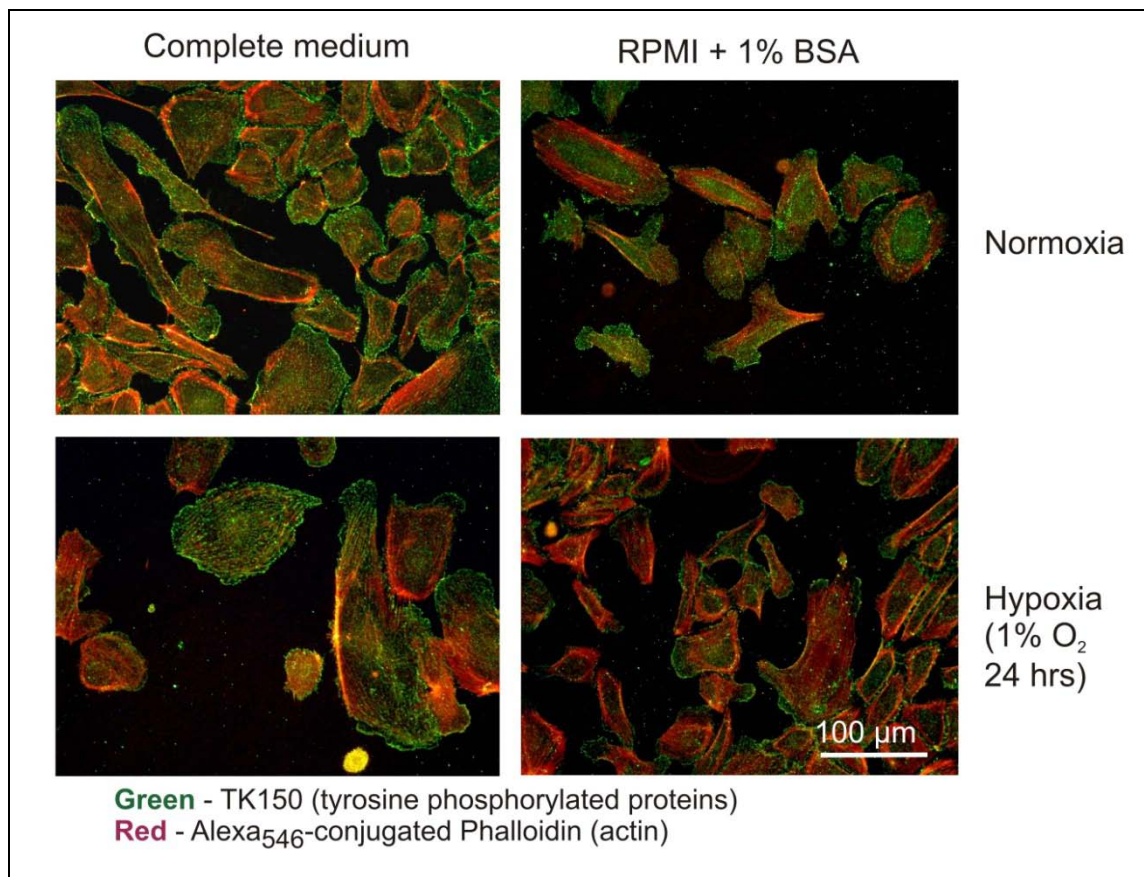 Complete medium
RPMI + 1% BSA
Normoxia
Hypoxia
(1% O₂
24 hrs)
100 µm
Green - TK150 (tyrosine phosphorylated proteins)
Red - Alexa546-conjugated Phalloidin (actin)